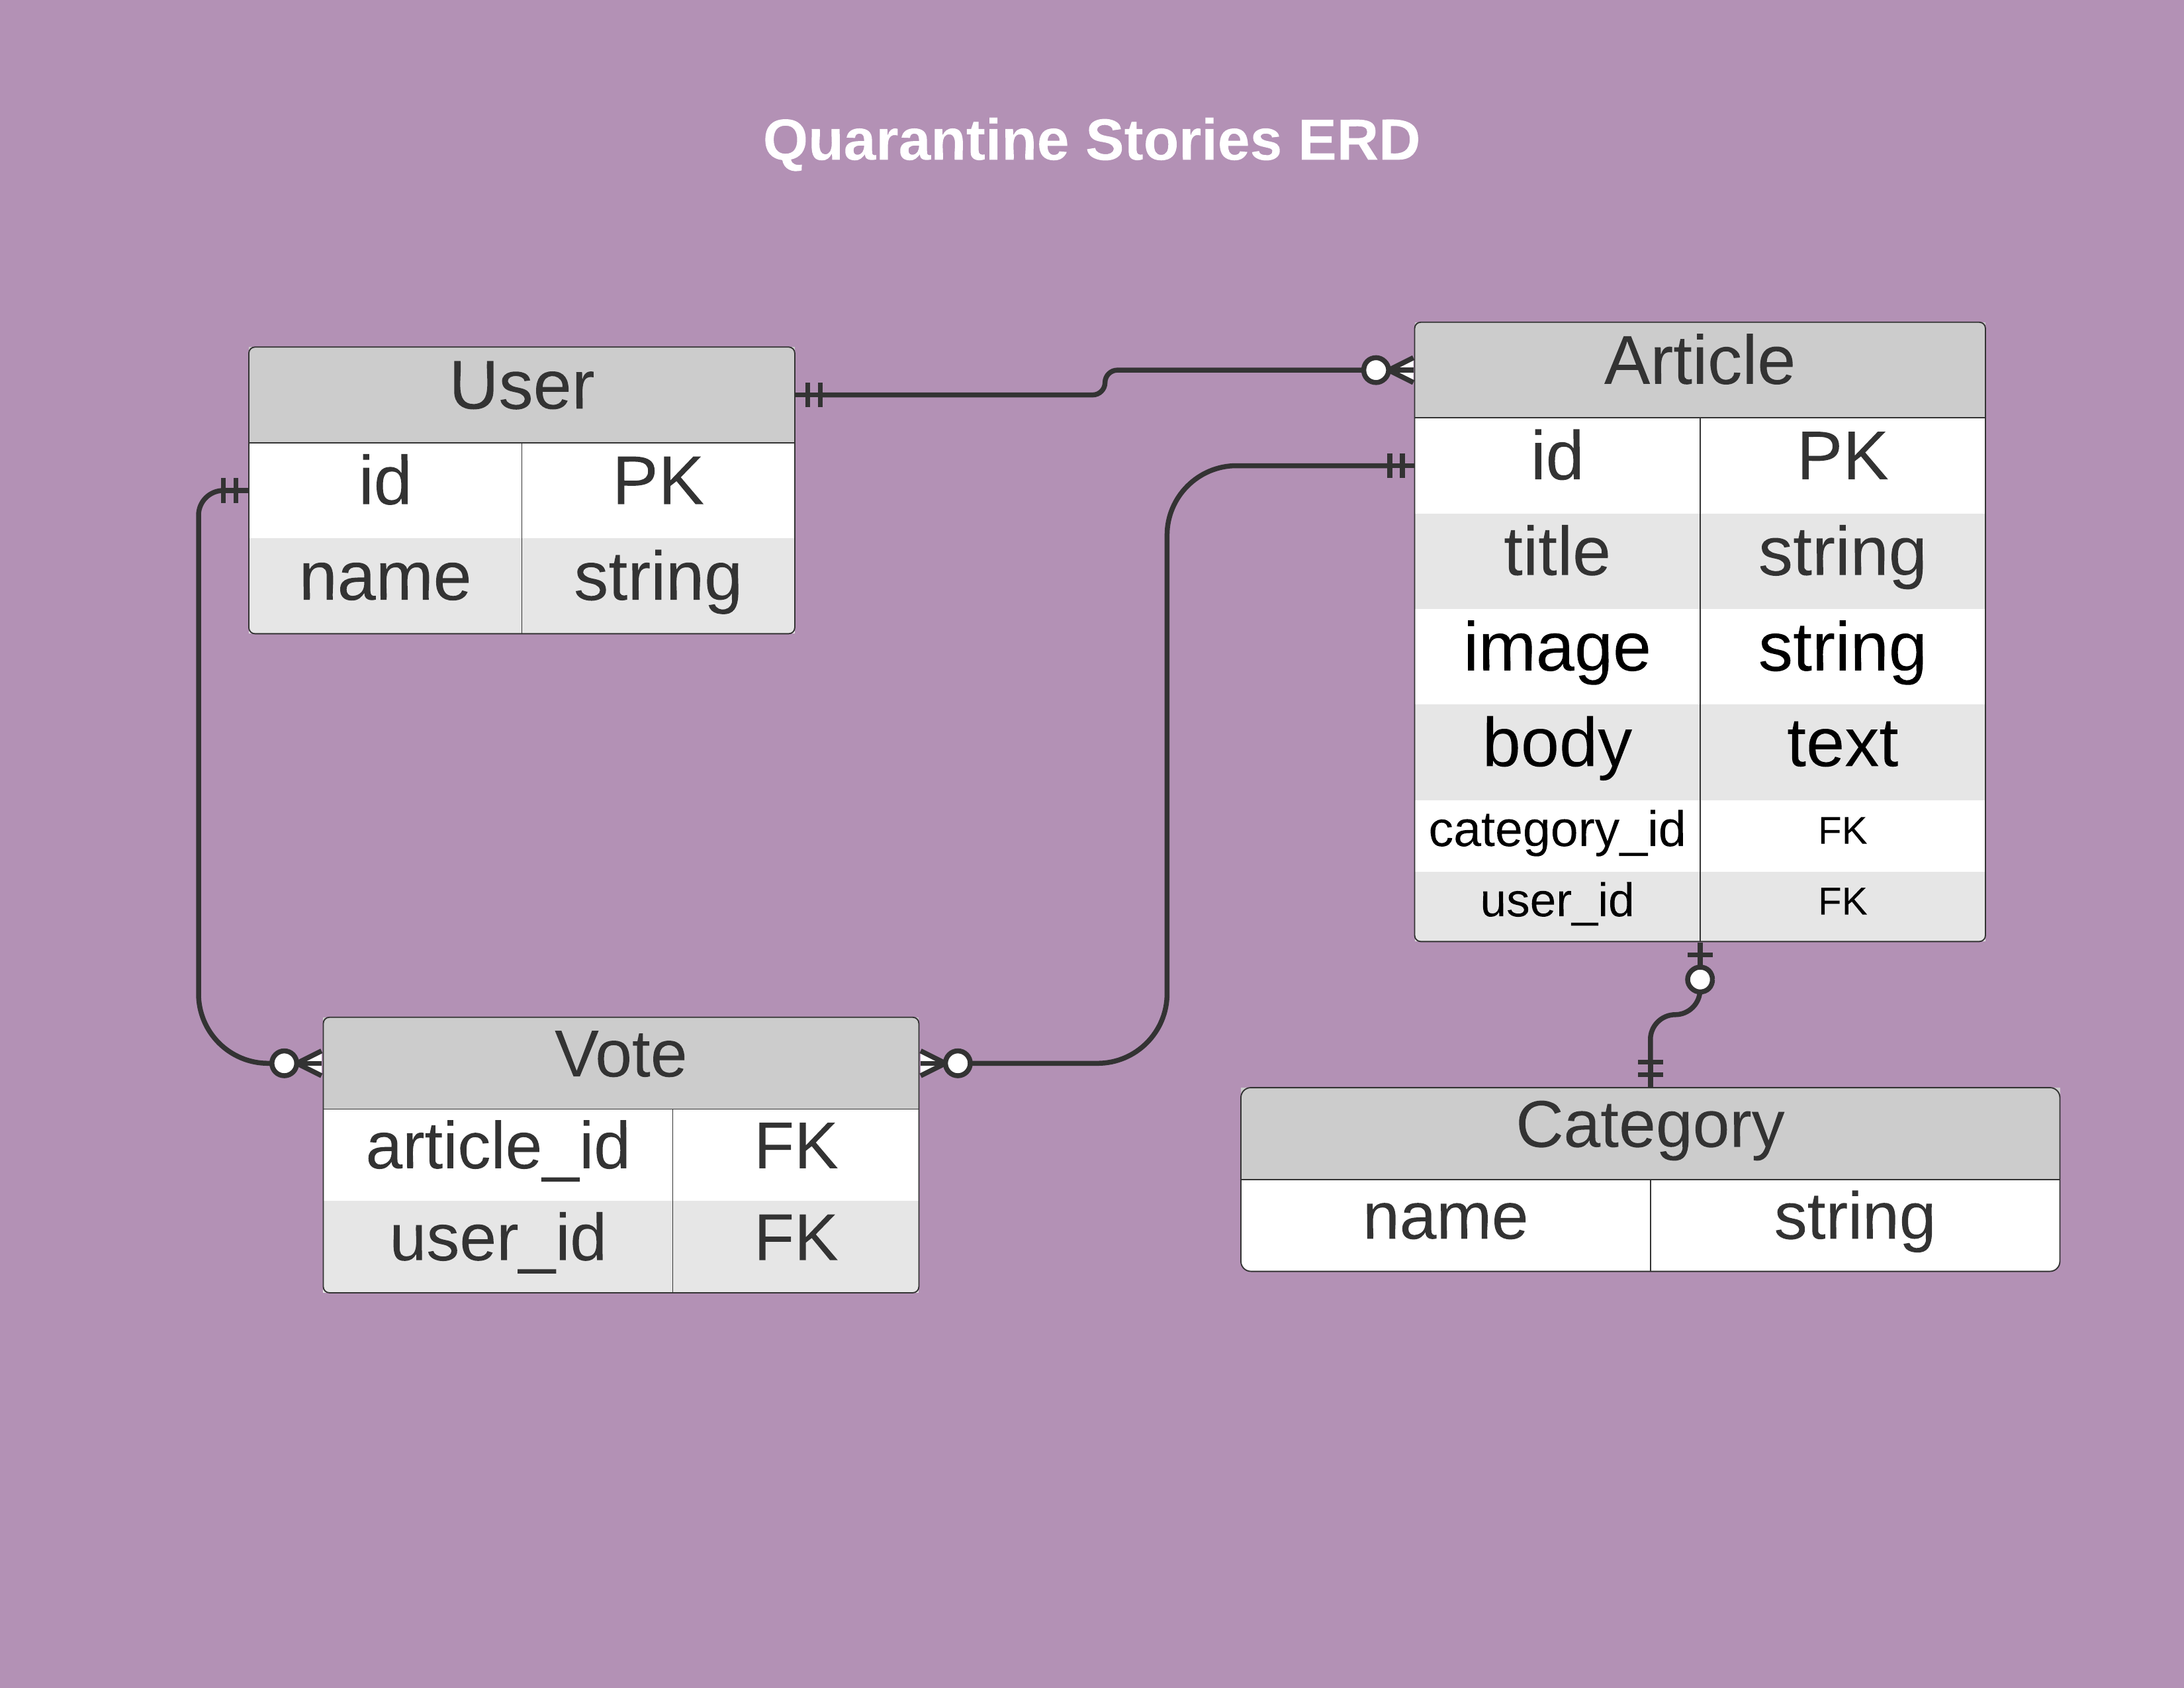 Quarantine Stories ERD
User
id PK
name string
Article
id PK
title string
image string
body text
category_id FK
user_id FK
Vote
article_id FK
user_id FK
Category
name string